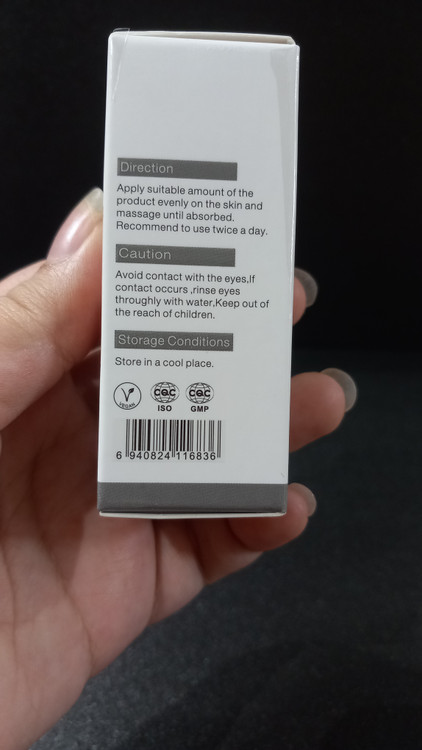 Direction
Apply suitable amount of the
product evenly on the skin and
massage until absorbed.
Recommend to use twice a day.
Caution
Avoid contact with the eyes,If
contact occurs ,rinse eyes
throughly with water,Keep out of
the reach of children.
Storage Conditions
Store in a cool place.
VEGAN
CQC
ISO
CQC
GMP
6 940824 116836